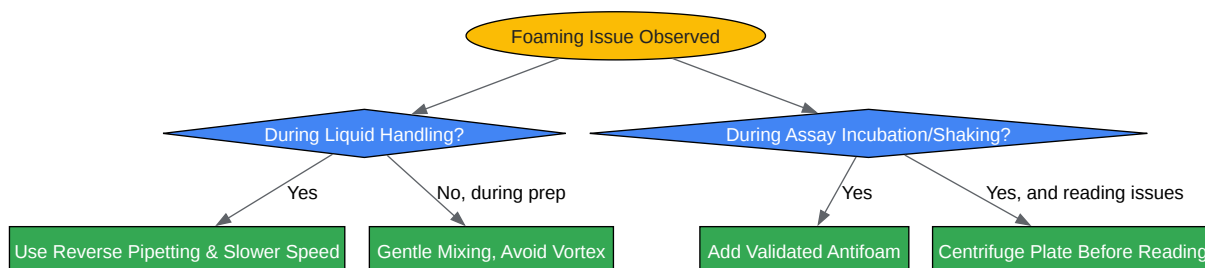 Foaming Issue Observed
During Liquid Handling?
During Assay Incubation/Shaking?
Yes
No, during prep
Yes
Yes, and reading issues
Use Reverse Pipetting & Slower Speed
Gentle Mixing, Avoid Vortex
Add Validated Antifoam
Centrifuge Plate Before Reading